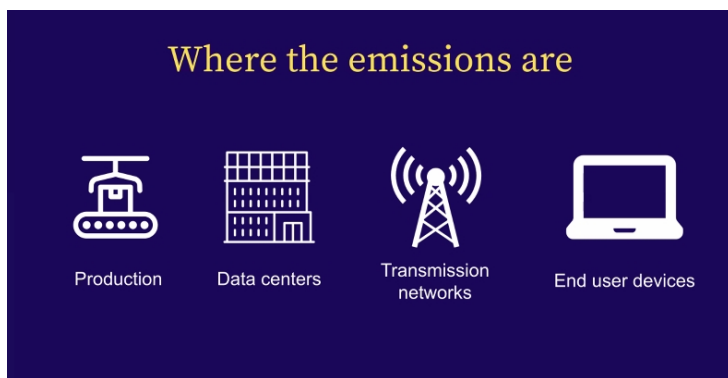 Where the emissions are
Production
Data centers
Transmission
networks
End user devices